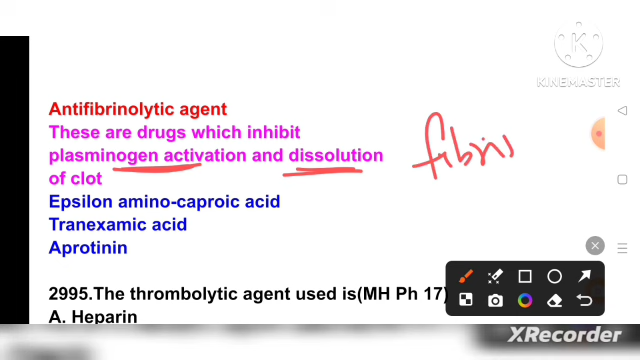 KINEMASTER
Antifibrinolytic agent
These are drugs which inhibit
plasminogen activation and dissolution
of clot
fibris
Epsilon amino-caproic acid
Tranexamic acid
Aprotinin
2995.The thrombolytic agent used is(MH Ph 17)
A. Heparin
XRecorder